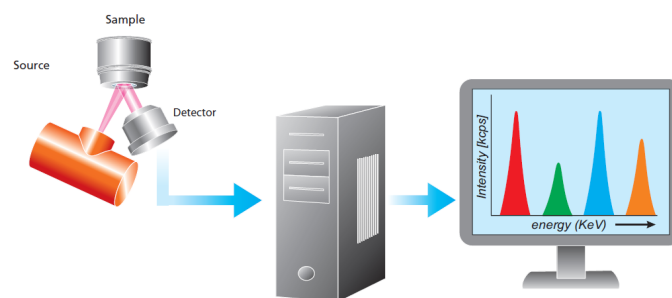 Sample
Source
Detector
Intensity [kcps]
energy (KeV)